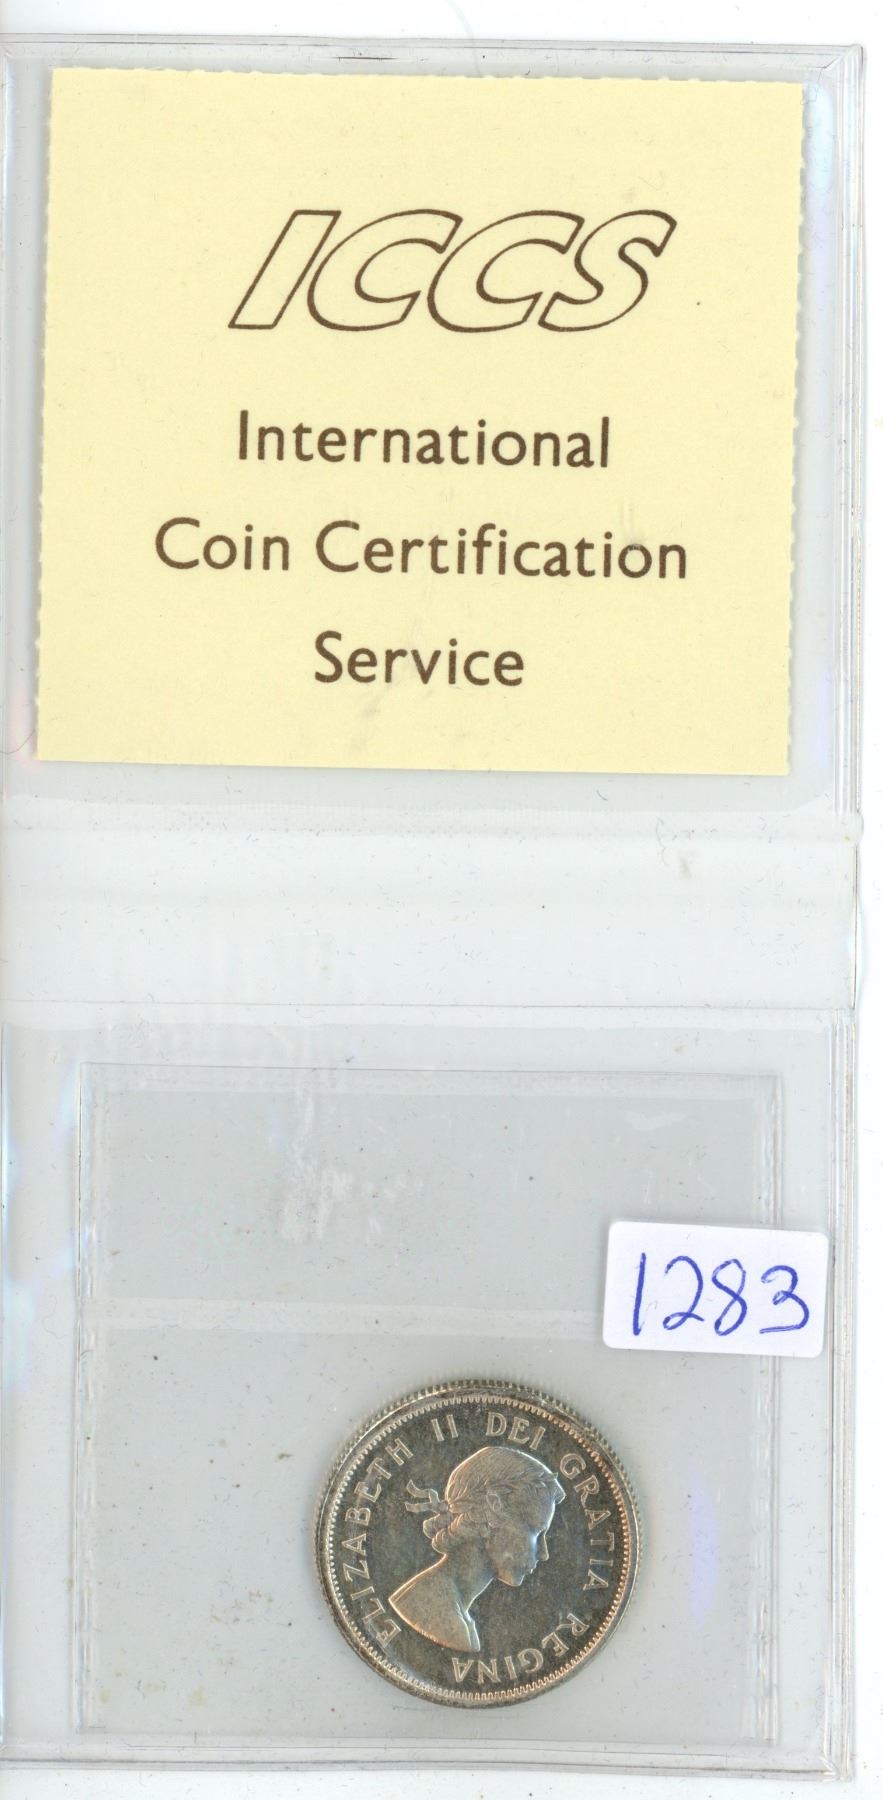 ICCS
International
Coin Certification
Service
1283
ELIZABETH II DEI GRATIA REGINA